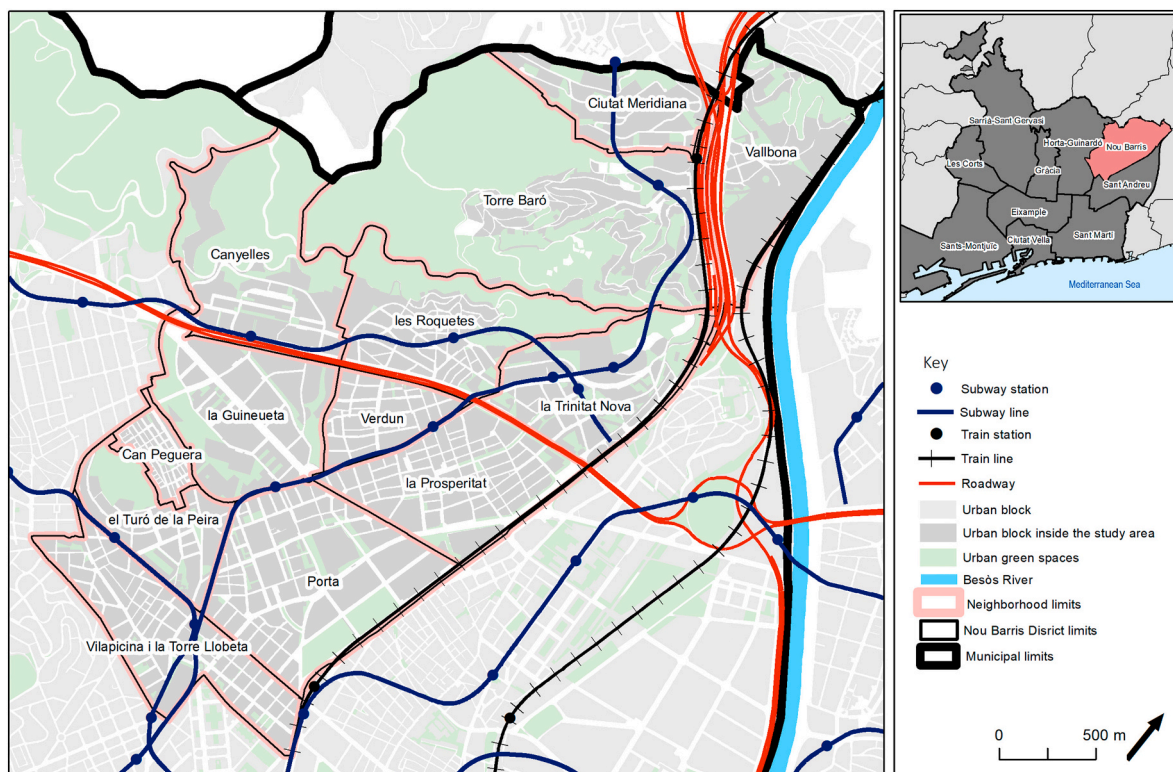 Ciutat Meridiana
Vallbona
Torre Baró
Canyelles
les Roquetes
la Trinitat Nova
la Guineueta
Verdun
Can Peguera
la Prosperitat
el Turó de la Peira
Porta
Vilapicina i la Torre Llobeta
Sarrià-Sant Gervasi
Horta-Guinardó
Nou Barris
Les Corts
Gràcia
Sant Andreu
Eixample
Sant Martí
Sants-Montjuïc
Ciutat Vella
Mediterranean Sea
Key
Subway station
Subway line
Train station
Train line
Roadway
Urban block
Urban block inside the study area
Urban green spaces
Besòs River
Neighborhood limits
Nou Barris Disrict limits
Municipal limits
0 500 m